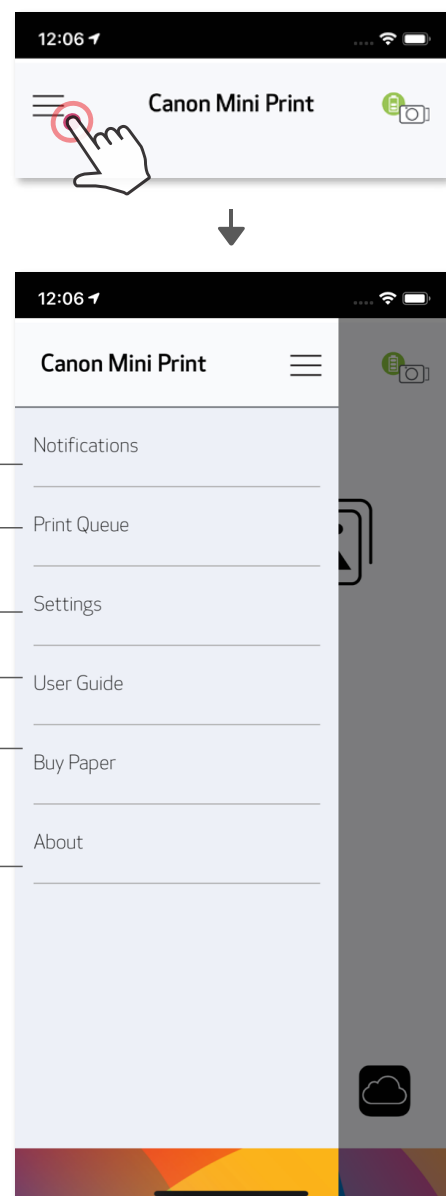 12:06
Canon Mini Print
12:06
Canon Mini Print
Notifications
Print Queue
Settings
User Guide
Buy Paper
About